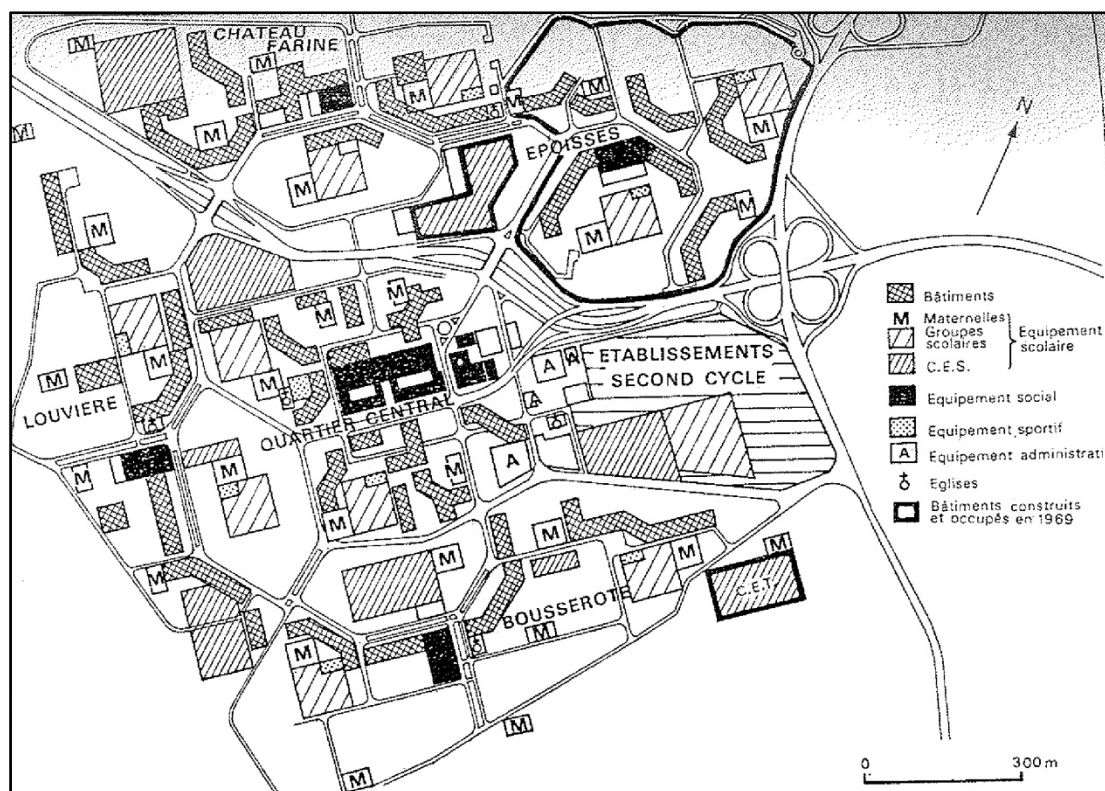 M
CHATEAU
FARINE
M
M
M
M
M
M
M
M
EPOISSES
N
M
M
M
M
M
M
M
M
M
M
LOUVIERE
QUARTIER CENTRAL
A
A
A
ETABLISSEMENTS
SECOND CYCLE
M
M
M
M
A
M
M
M
M
M
M
BOUSSEROTE
M
M
C.E.T.
M
M
M
Bâtiments
M Maternelles
Groupes
scolaires
C.E.S.
Equipement
scolaire
Equipement social
Equipement sportif
A Equipement administrati
Eglises
Bâtiments construits
et occupés en 1969
0 300 m